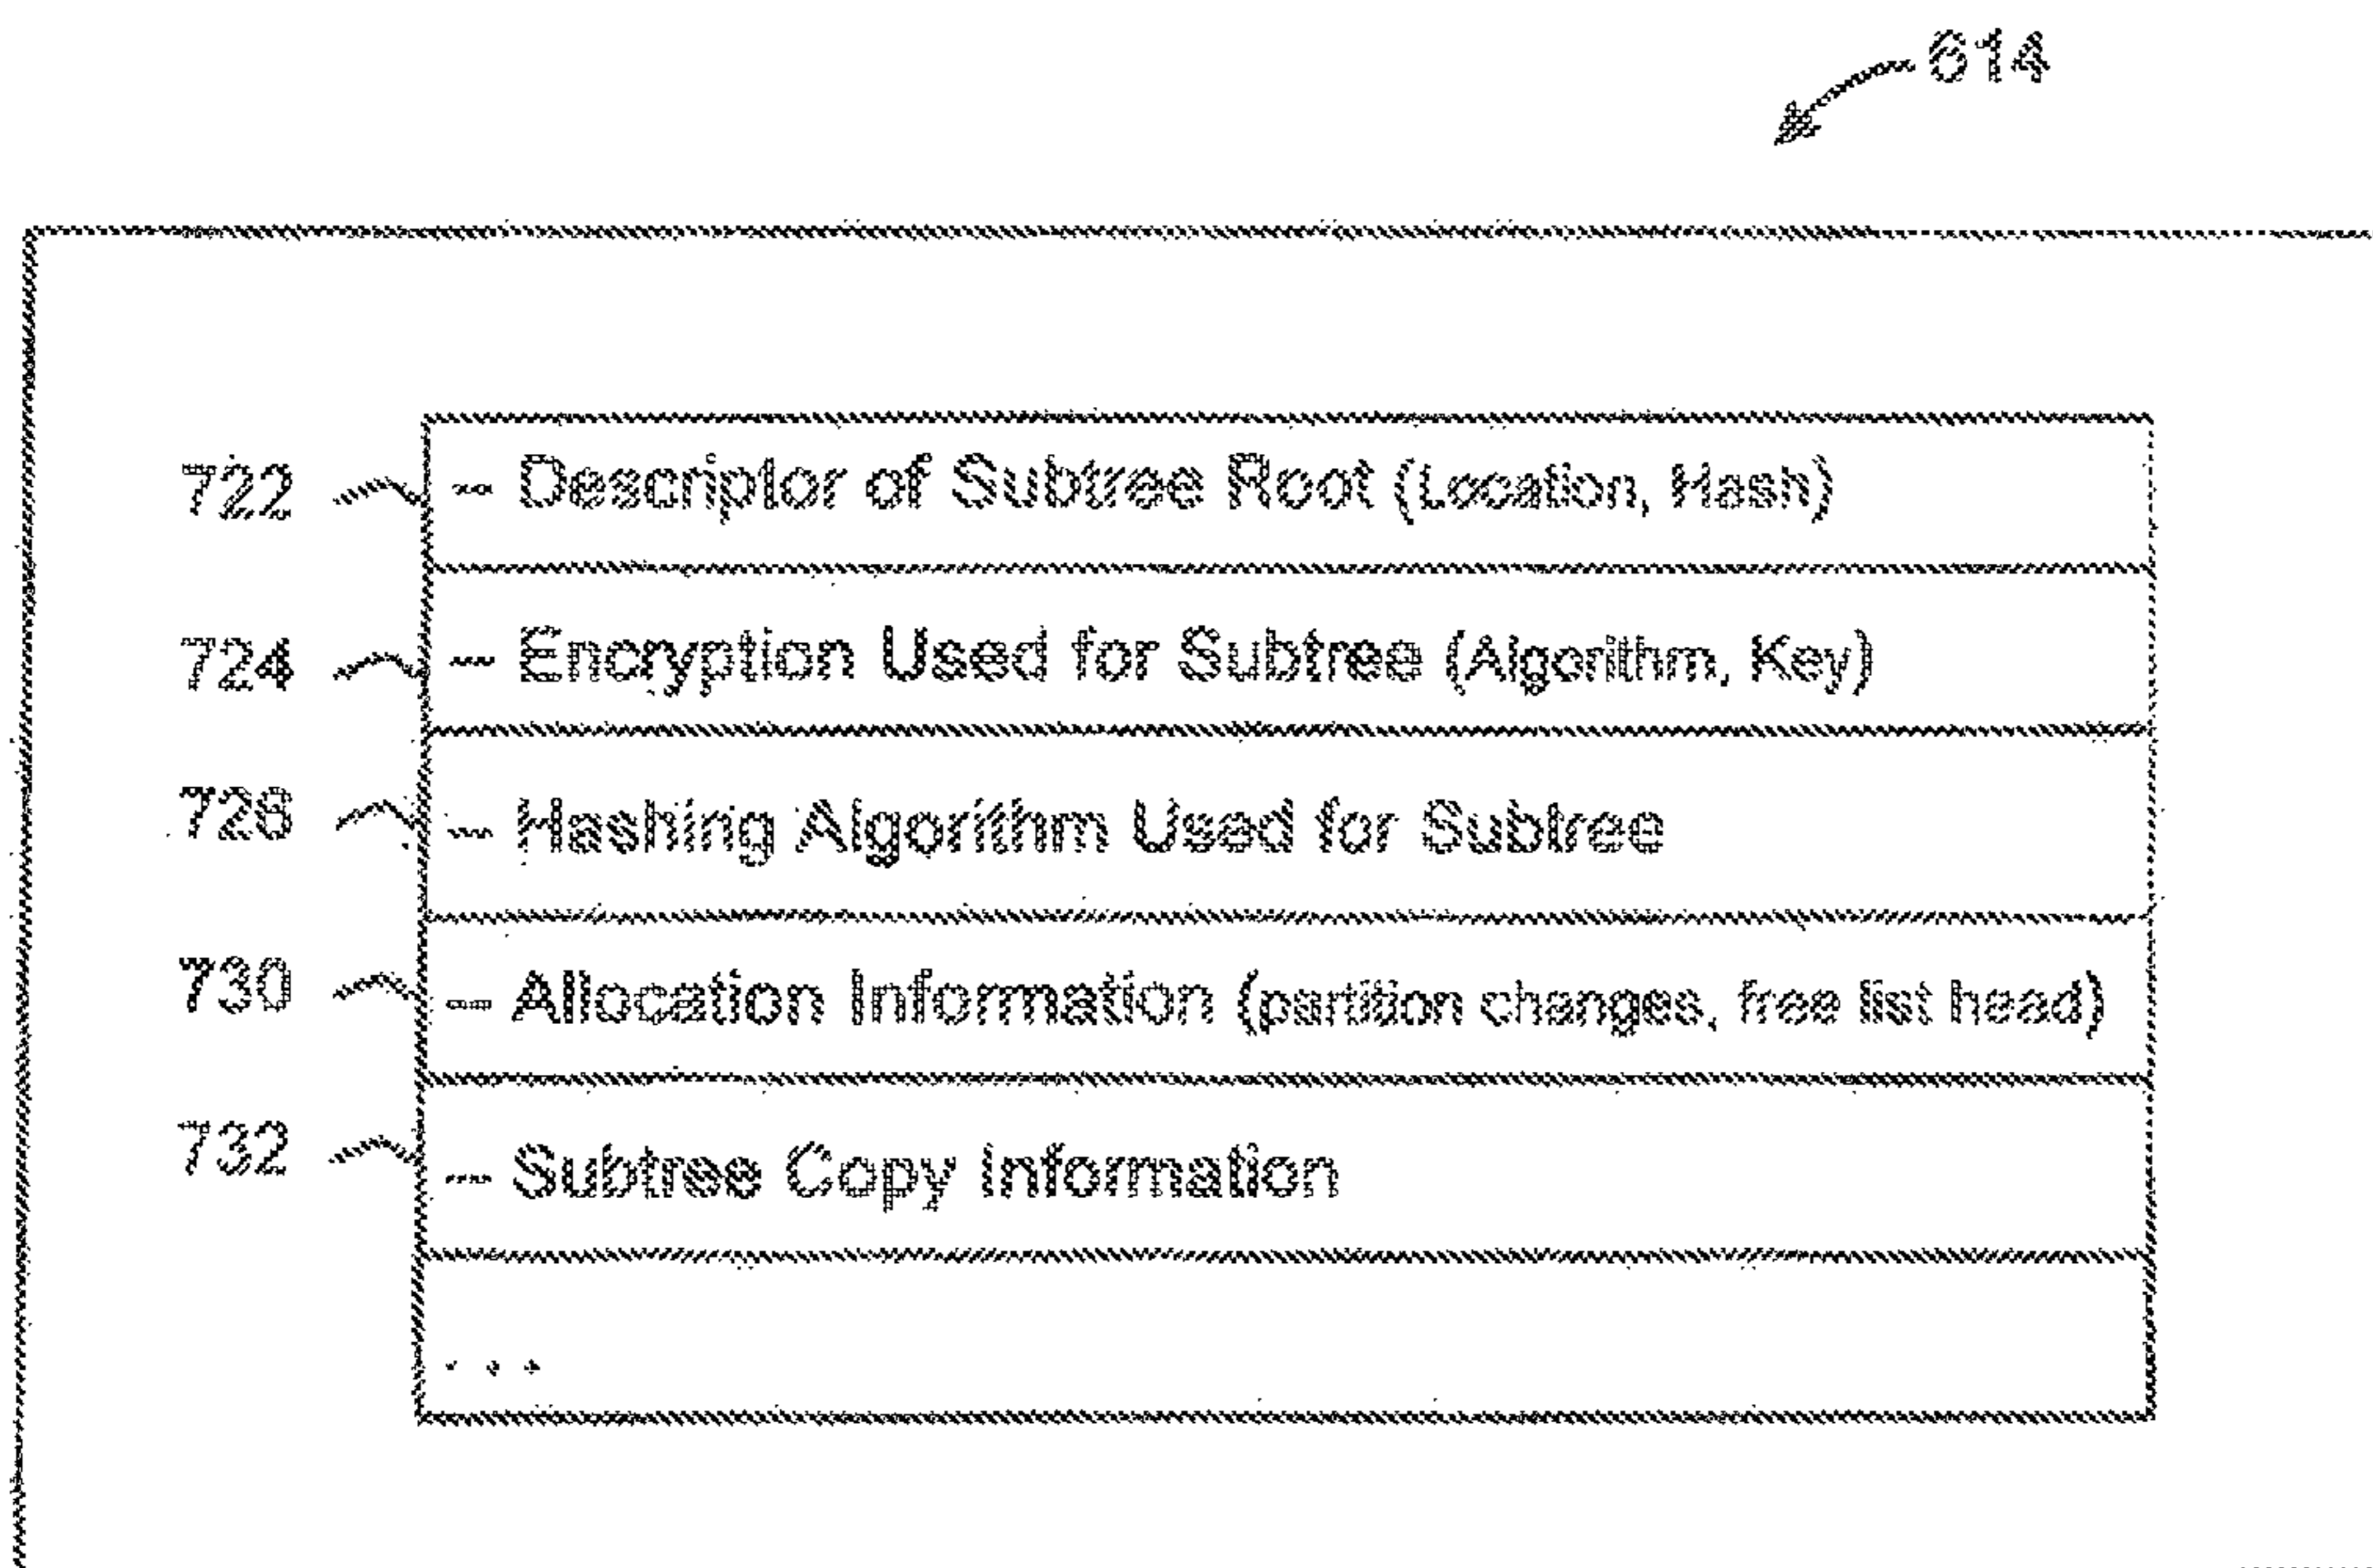 614
722 -- Descriptor of Subtree Root (Location, Hash)
724 -- Encryption Used for Subtree (Algorithm, Key)
-- Hashing Algorithm Used for Subtree
730 -- Allocation Information (partition changes, free list head)
732 -- Subtree Copy Information
. . .